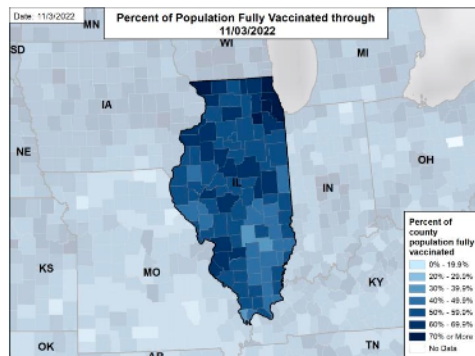 Date: 11/3/2022
Percent of Population Fully Vaccinated through
11/03/2022
MN
WI
SD
MI
IA
NE
IL
IN
OH
KS
MO
KY
OK
AR
TN
Percent of
county
population fully
vaccinated
0% - 19.9%
20% - 29.9%
30% - 39.9%
40% - 49.9%
50% - 59.9%
60% - 69.9%
70% or More
No Data